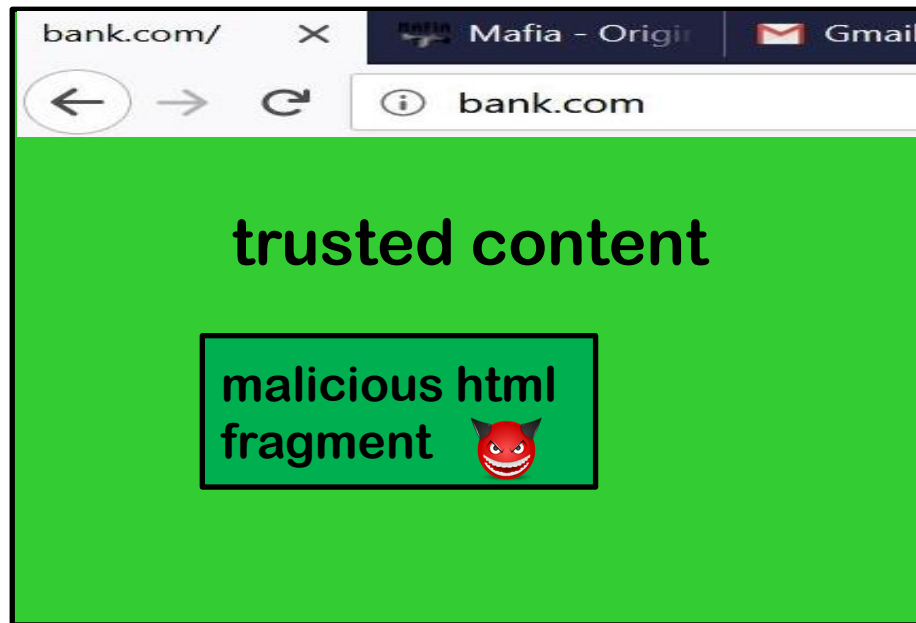 bank.com/ Mafia - Origi Gmail
bank.com
trusted content
malicious html
fragment